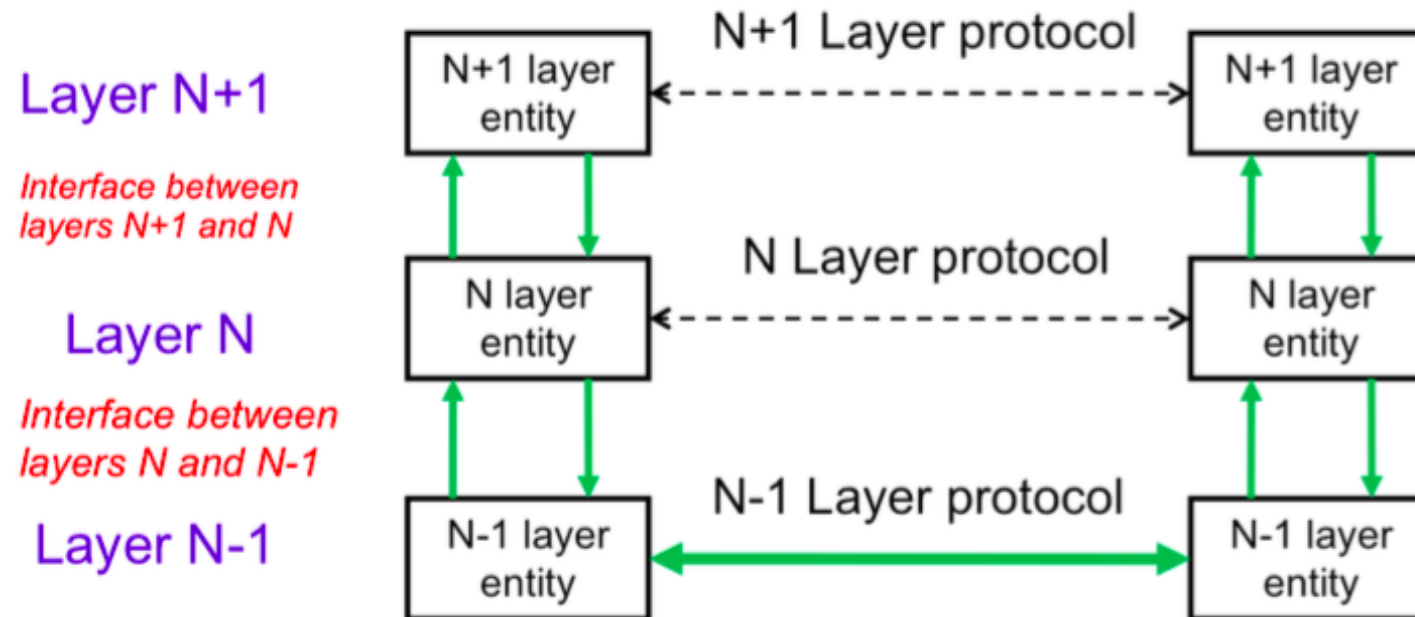 N+1 Layer protocol
Layer N+1
N+1 layer
entity
N+1 layer
entity
Interface between
layers N+1 and N
N Layer protocol
Layer N
N layer
entity
N layer
entity
Interface between
layers N and N-1
N-1 Layer protocol
Layer N-1
N-1 layer
entity
N-1 layer
entity